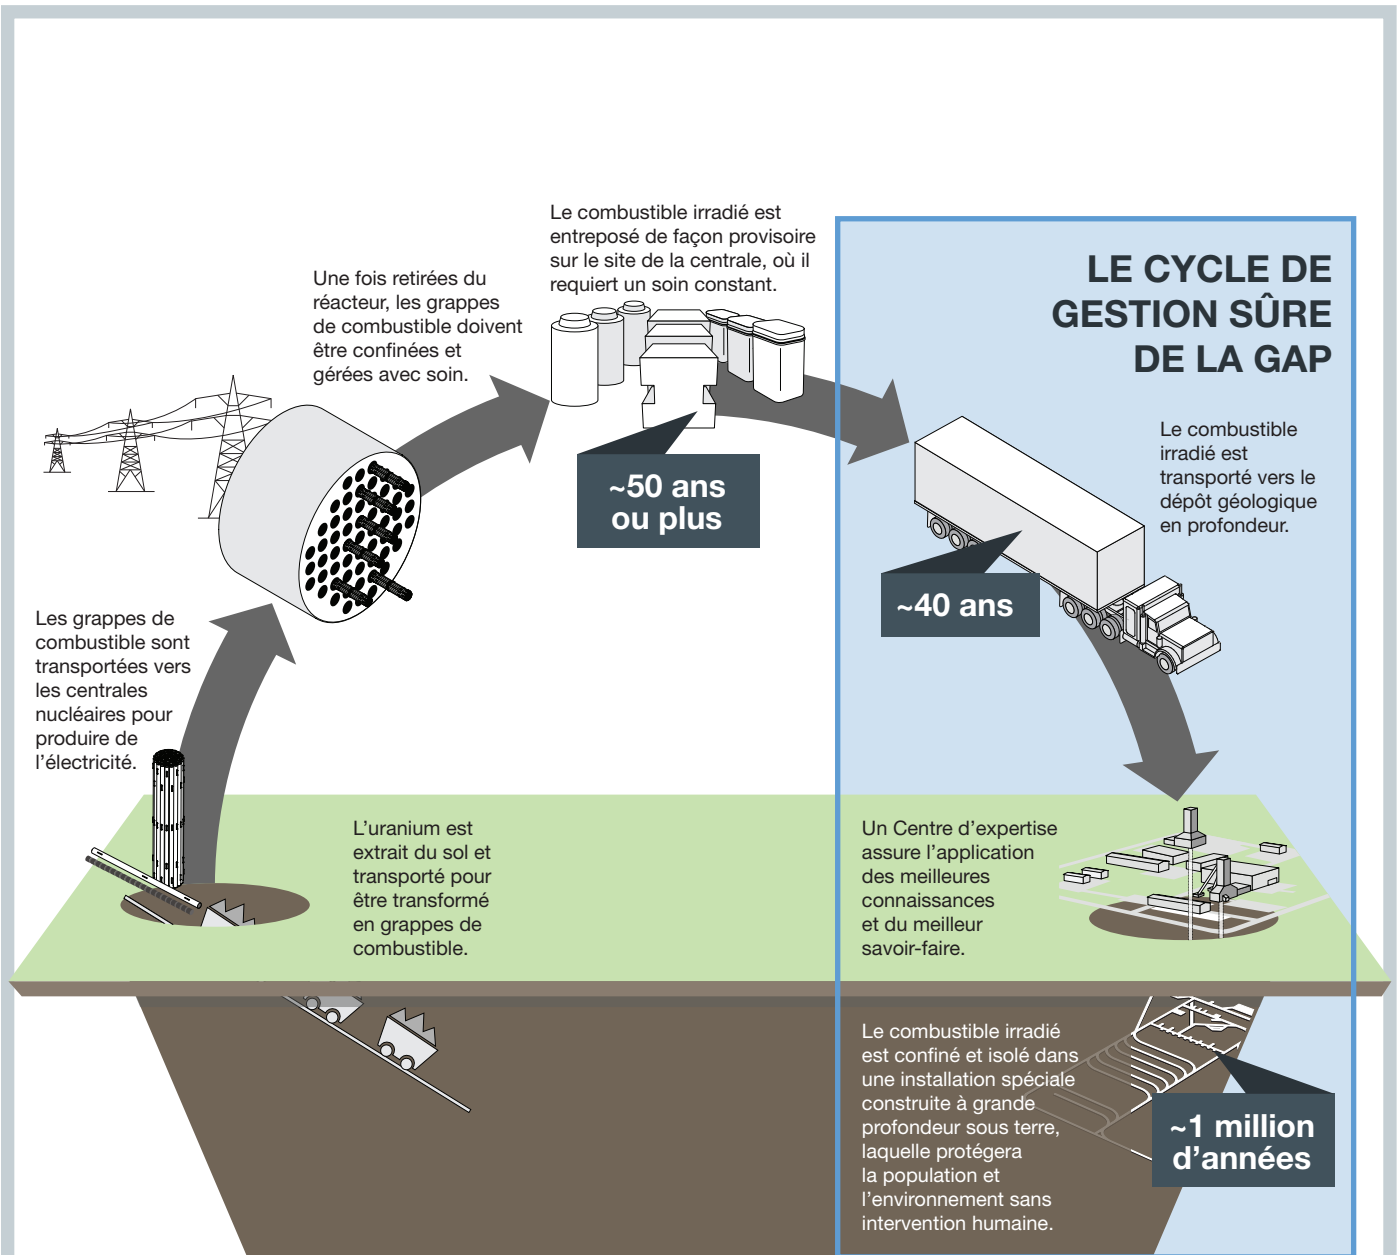 Le combustible irradié est
entreposé de façon provisoire
sur le site de la centrale, où il
requiert un soin constant.
Une fois retirées du
réacteur, les grappes
de combustible doivent
être confinées et
gérées avec soin.
LE CYCLE DE
GESTION SÛRE
DE LA GAP
Le combustible
irradié est
transporté vers le
dépôt géologique
en profondeur.
~50 ans
ou plus
~40 ans
Les grappes de
combustible sont
transportées vers
les centrales
nucléaires pour
produire de
l’électricité.
L’uranium est
extrait du sol et
transporté pour
être transformé
en grappes de
combustible.
Un Centre d’expertise
assure l’application
des meilleures
connaissances
et du meilleur
savoir-faire.
Le combustible irradié
est confiné et isolé dans
une installation spéciale
construite à grande
profondeur sous terre,
laquelle protégera
la population et
l’environnement sans
intervention humaine.
~1 million
d’années